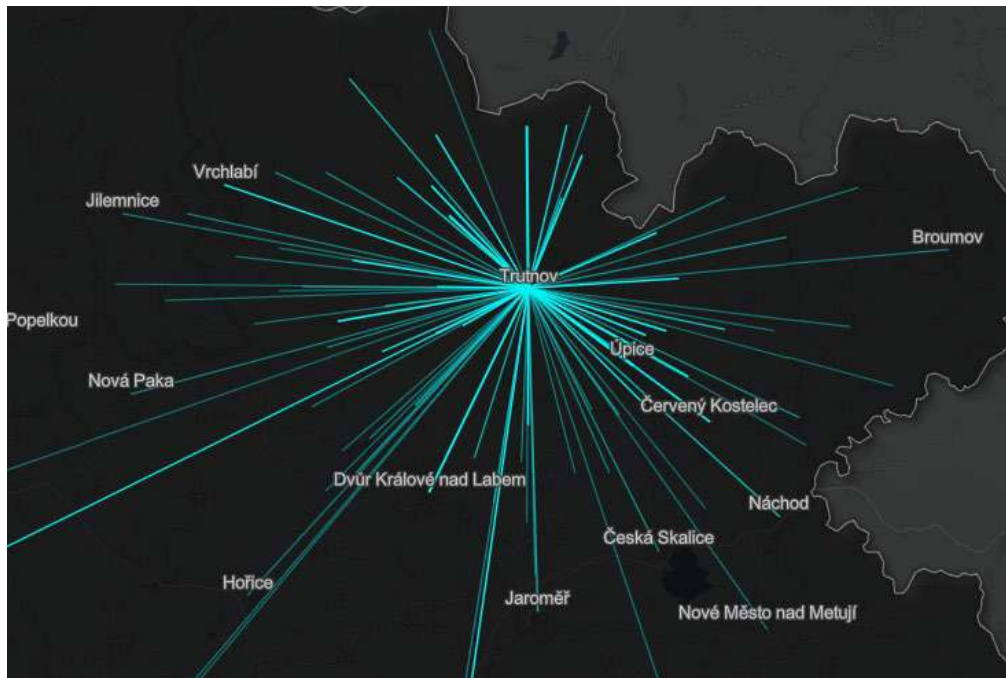 Vrchlabí
Jilemnice
Broumov
Trutnov
Popelkou
Úpice
Nová Paka
Červený Kostelec
Dvůr Králové nad Labem
Náchod
Česká Skalice
Hořice
Jaroměř
Nové Město nad Metují